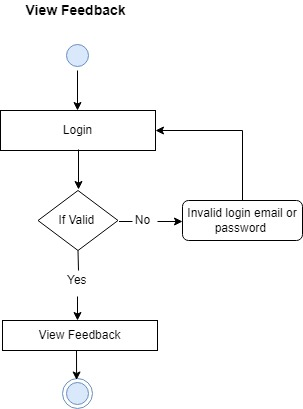 View Feedback
Login
If Valid
No
Invalid login email or
password
Yes
View Feedback